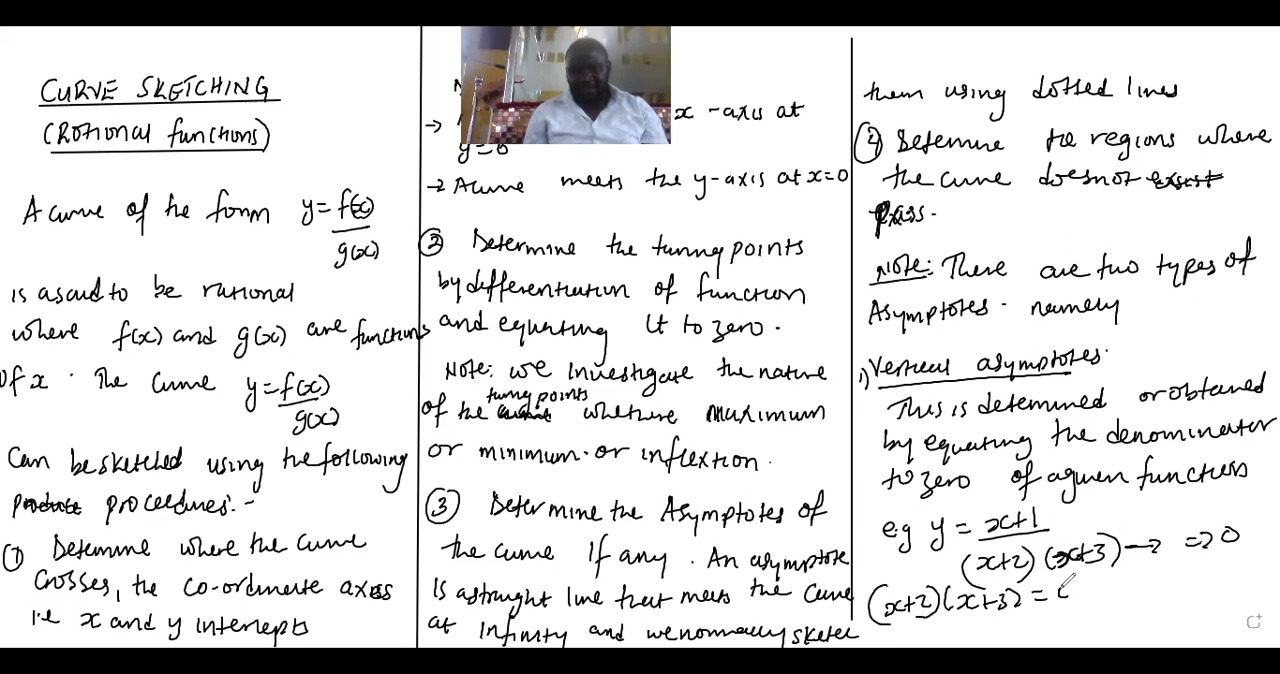 CURVE SKETCHING
(Rational functions)
A curve of the form y = f(x)
g(x)
is a said to be rational
where f(x) and g(x) are functions
of x. The curve y = f(x)
g(x)
Can be sketched using the following
procedures:-
① Determine where the curve
Crosses, the co-ordinate axes
i.e x and y intercepts
→ x-axis at
y=0
→ A curve meets the y-axis at x=0
② Determine the turning points
by differentiation of function
and equating it to zero.
Note: we investigate the nature
turning points
of the whether maximum
or minimum or inflextion.
③ Determine the Asymptotes of
the curve if any. An asymptote
is a straight line that meets the Curve
at infinity and we normally sketch
them using dotted lines
④ Determine the regions where
the curve does not exist
pass.
Note: There are two types of
Asymptotes. namely
1) Vertical asymptotes.
This is determined or obtained
by equating the denominator
to zero of a given function
e.g y = x+1
(x+2)(x+3) → => 0
(x+2)(x+3) =